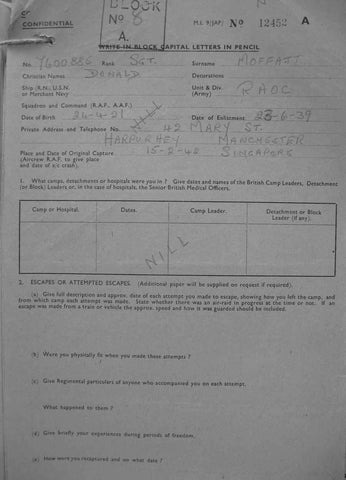 CONFIDENTIAL
BLOCK
No 8
A.
M.I. 9/JAP/ No 12452 A
WRITE IN BLOCK CAPITAL LETTERS IN PENCIL
No. 7600886 Rank SGT. Surname MOFFATT
Christian Names DONALD Decorations
Ship (R.N., U.S.N. or Merchant Navy Unit & Div. (Army) RAOC
Squadron and Command (R.A.F., A.A.F.) NILL
Date of Birth 24-4-21 Date of Enlistment 23-6-39
Private Address and Telephone No. 42 MARY ST.
HARPURHEY MANCHESTER
Place and Date of Original Capture 15-2-42 SINGAPORE
(Aircrew R.A.F. to give place
and date of a/c crash).
1. What camps, detachments or hospitals were you in ? Give dates and names of the British Camp Leaders, Detachment
(or Block) Leaders or, in the case of hospitals, the Senior British Medical Officers.
Camp or Hospital. Dates. Camp Leader. Detachment or Block Leader (if any).
NILL
2. ESCAPES OR ATTEMPTED ESCAPES. (Additional paper will be supplied on request if required).
(a) Give full description and approx. date of each attempt you made to escape, showing how you left the camp, and
from which camp each attempt was made. State whether there was an air-raid in progress at the time or not. If an
escape was made from a train or vehicle the approx. speed and how it was guarded should be included.
(b) Were you physically fit when you made these attempts ?
(c) Give Regimental particulars of anyone who accompanied you on each attempt.
What happened to them ?
(d) Give briefly your experiences during periods of freedom.
(e) How were you recaptured and on what date ?